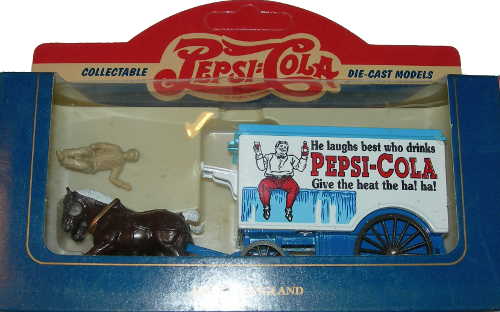 COLLECTABLE PEPSI:COLA DIE-CAST MODELS
He laughs best who drinks
PEPSI-COLA
Give the heat the ha! ha!
ENGLAND